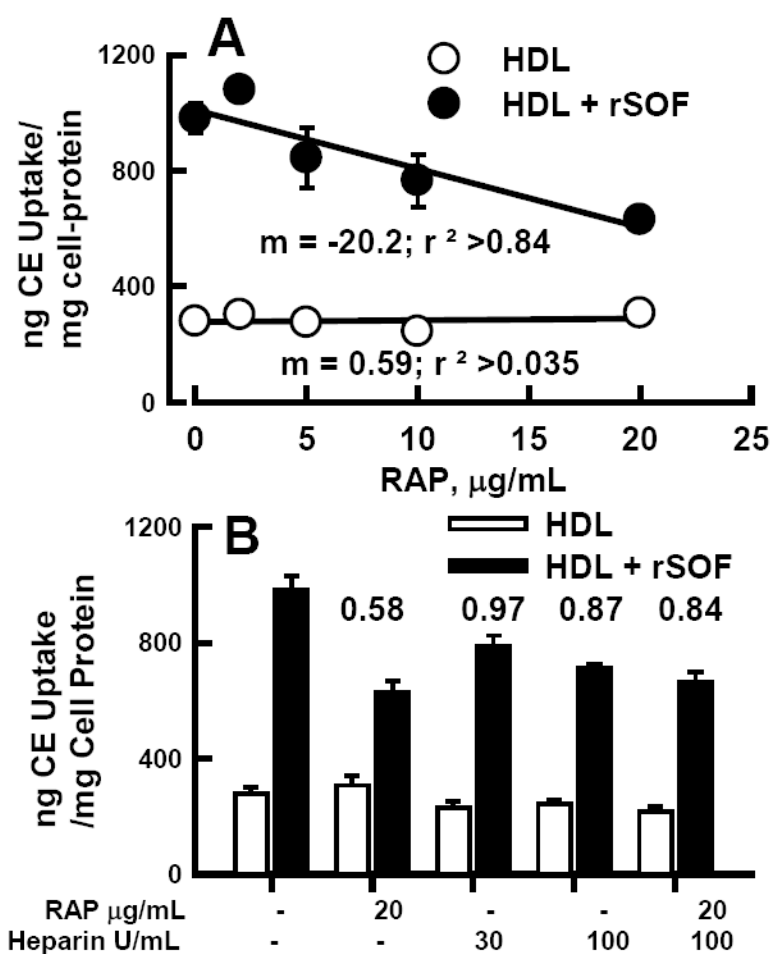 A
HDL
HDL + rSOF
1200
800
400
0
ng CE Uptake/
mg cell-protein
m = -20.2; r ² >0.84
m = 0.59; r ² >0.035
0 5 10 15 20 25
RAP, μg/mL
B
HDL
HDL + rSOF
1200
800
400
0
ng CE Uptake
/mg Cell Protein
0.58 0.97 0.87 0.84
RAP μg/mL - 20 - - 20
Heparin U/mL - - 30 100 100